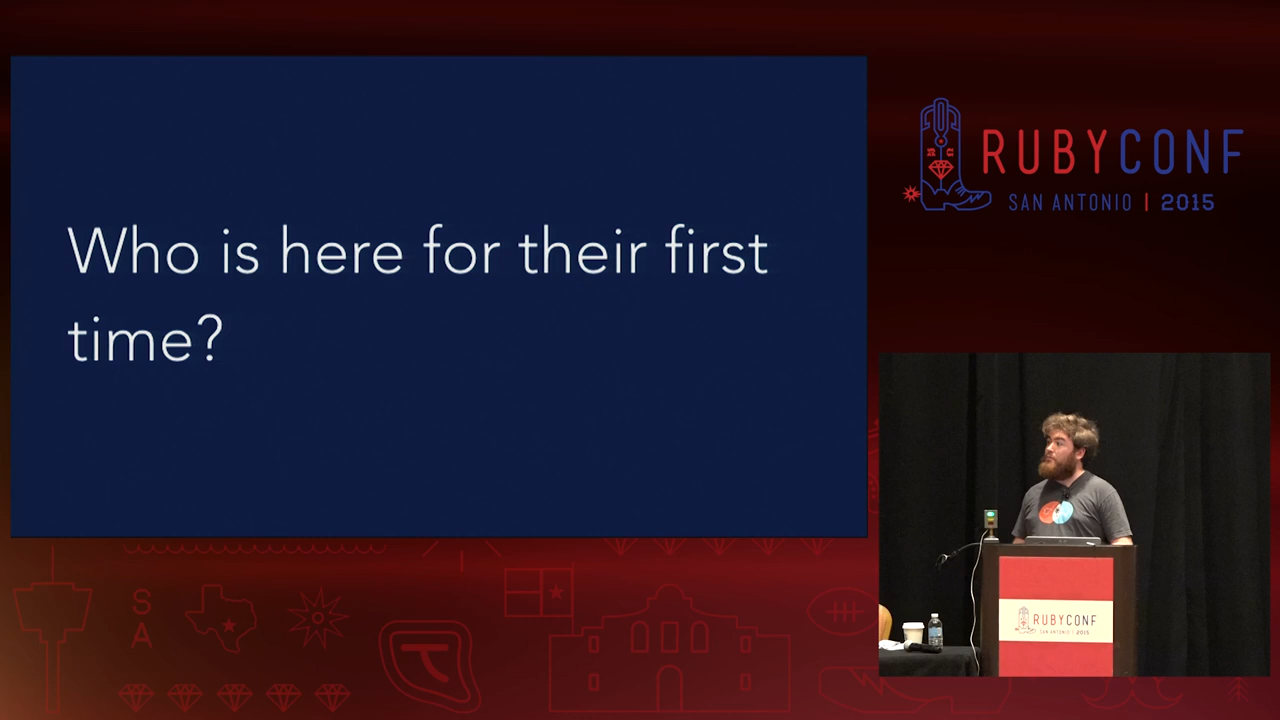 Who is here for their first
time?
RUBYCONF
SAN ANTONIO | 2015
S
A
RUBYCONF
SAN ANTONIO | 2015